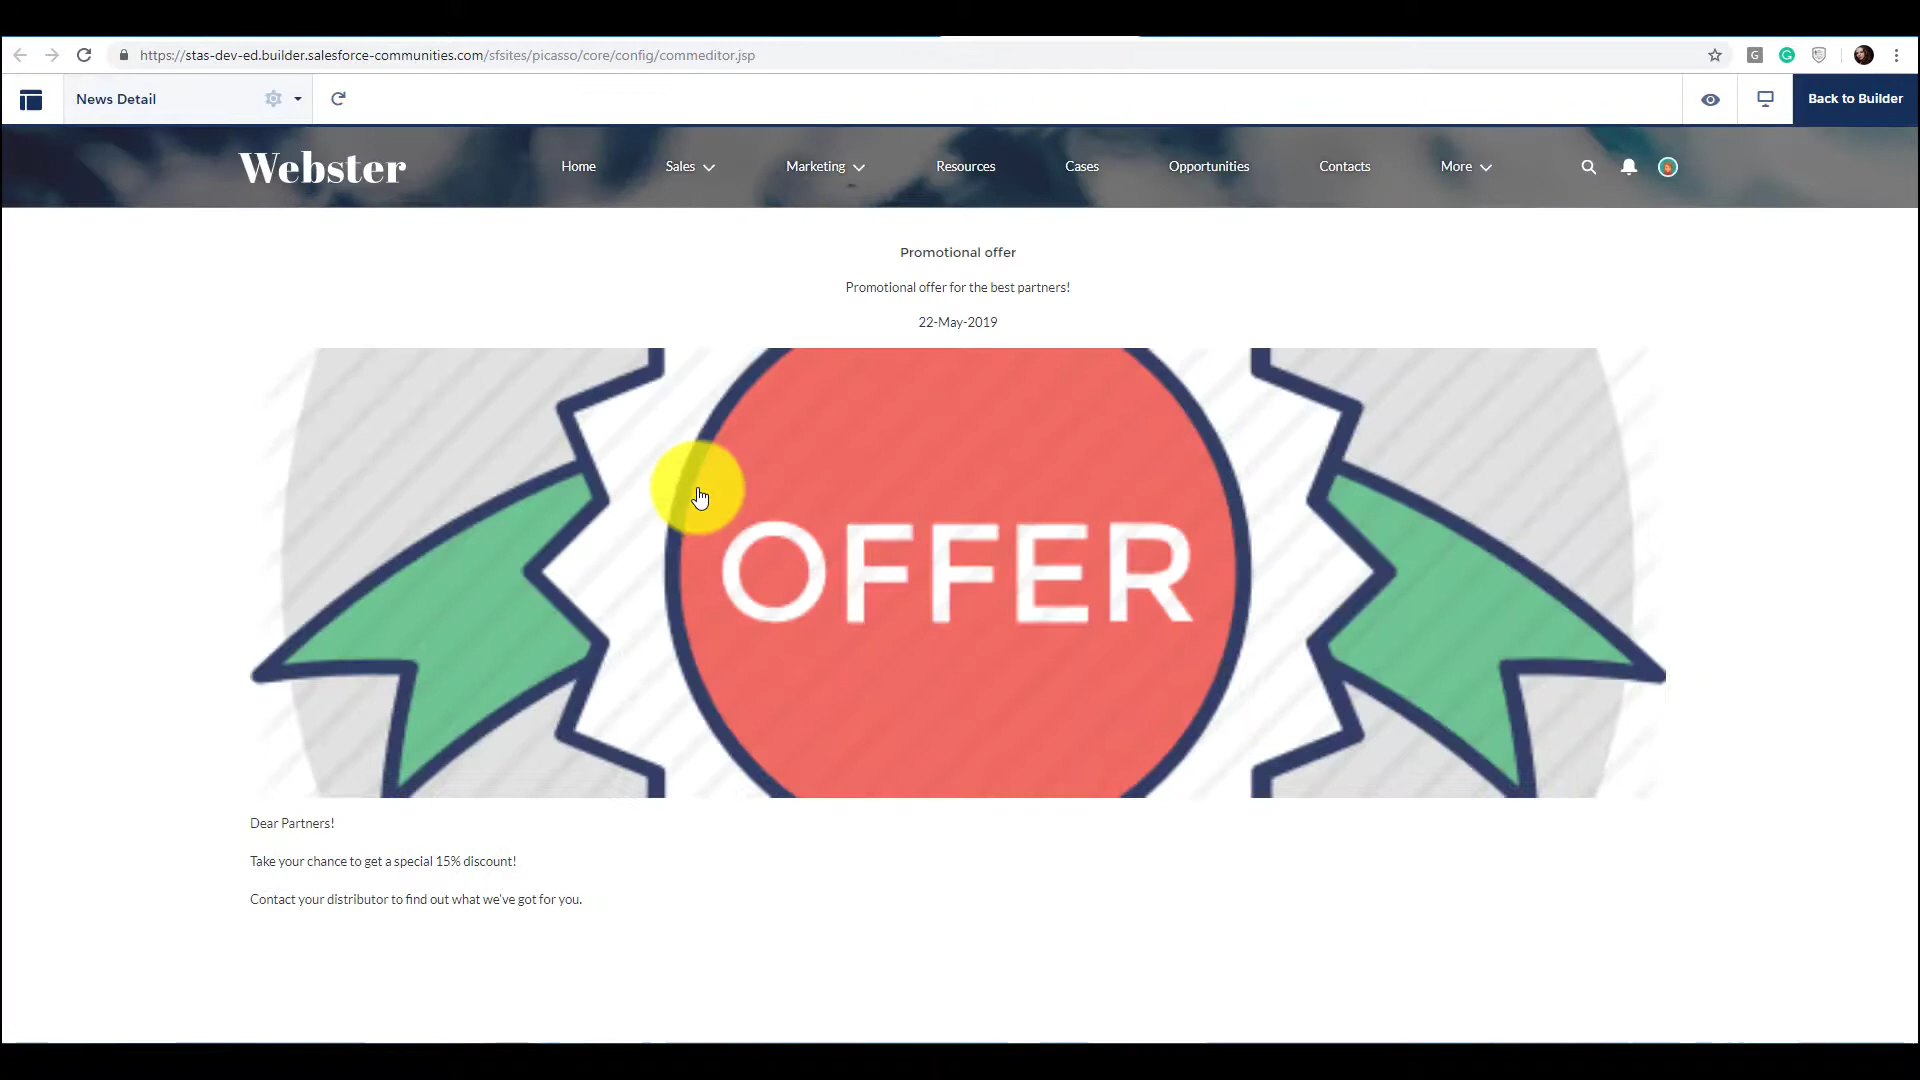 https://stas-dev-ed.builder.salesforce-communities.com/sfsites/picasso/core/config/commeditor.jsp
G
G
News Detail
Back to Builder
Webster
Home
Sales
Marketing
Resources
Cases
Opportunities
Contacts
More
Promotional offer
Promotional offer for the best partners!
22-May-2019
OFFER
Dear Partners!
Take your chance to get a special 15% discount!
Contact your distributor to find out what we've got for you.